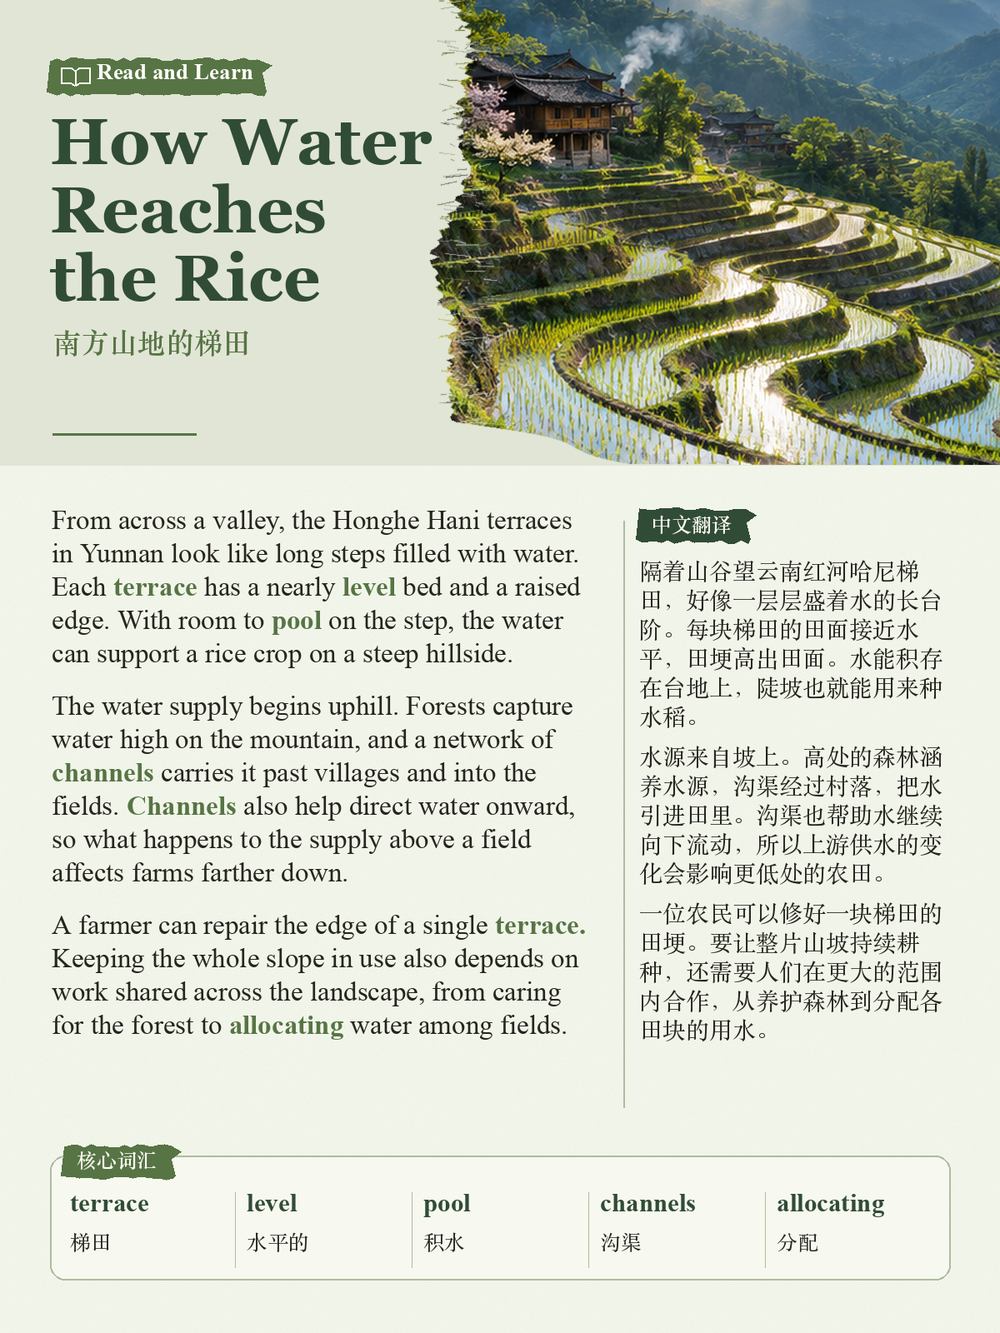 Read and Learn
How Water
Reaches
the Rice
南方山地的梯田
From across a valley, the Honghe Hani terraces
in Yunnan look like long steps filled with water.
Each terrace has a nearly level bed and a raised
edge. With room to pool on the step, the water
can support a rice crop on a steep hillside.
The water supply begins uphill. Forests capture
water high on the mountain, and a network of
channels carries it past villages and into the
fields. Channels also help direct water onward,
so what happens to the supply above a field
affects farms farther down.
A farmer can repair the edge of a single terrace.
Keeping the whole slope in use also depends on
work shared across the landscape, from caring
for the forest to allocating water among fields.
中文翻译
隔着山谷望云南红河哈尼梯
田，好像一层层盛着水的长台
阶。每块梯田的田面接近水
平，田埂高出田面。水能积存
在台地上，陡坡也就能用来种
水稻。
水源来自坡上。高处的森林涵
养水源，沟渠经过村落，把水
引进田里。沟渠也帮助水继续
向下流动，所以上游供水的变
化会影响更低处的农田。
一位农民可以修好一块梯田的
田埂。要让整片山坡持续耕
种，还需要人们在更大的范围
内合作，从养护森林到分配各
田块的用水。
核心词汇
terrace
梯田
level
水平的
pool
积水
channels
沟渠
allocating
分配